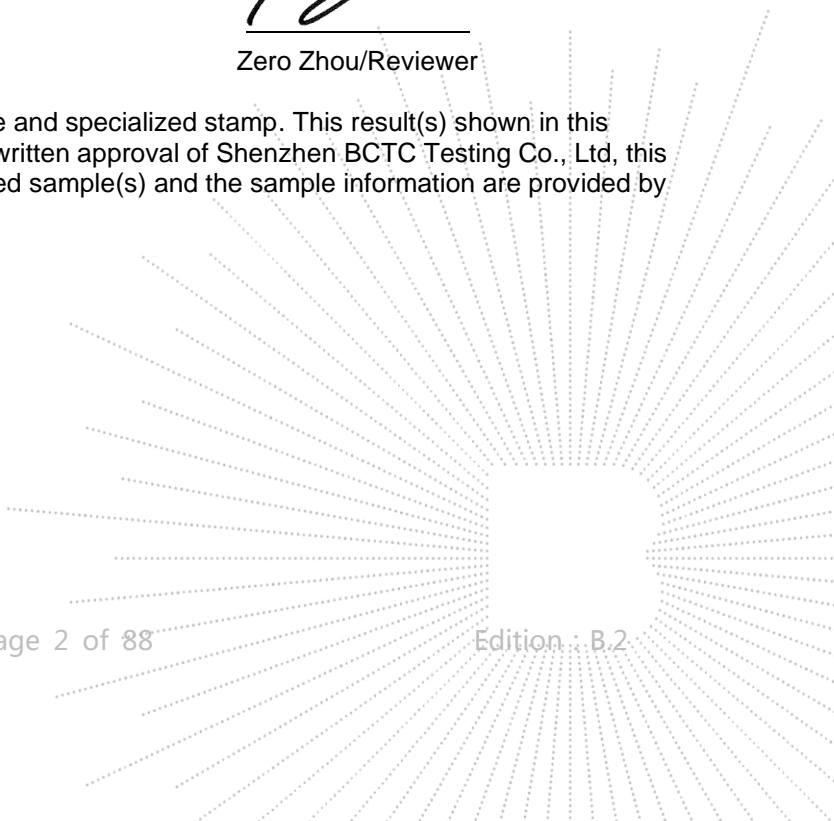 Zero Zhou/Reviewer
e and specialized stamp. This result(s) shown in this
written approval of Shenzhen BCTC Testing Co., Ltd, this
ed sample(s) and the sample information are provided by
age 2 of 88 Edition : B.2